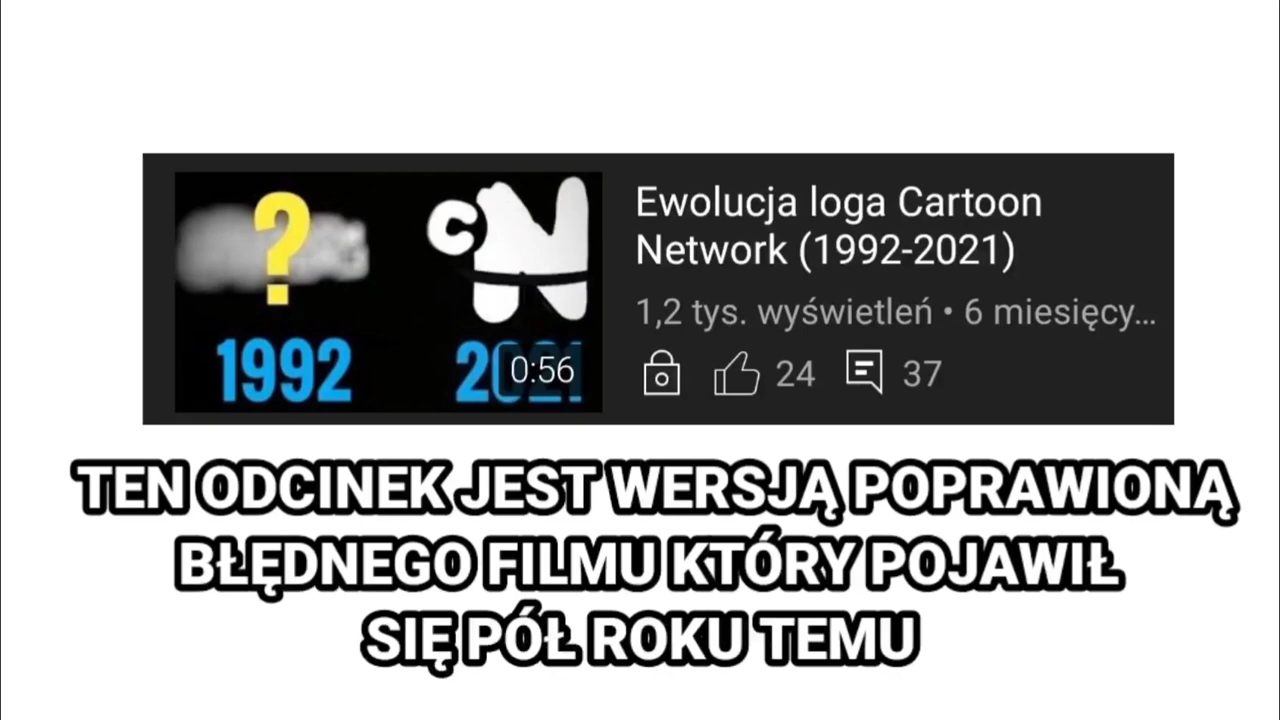 ?
1992
CN
2021
0:56
Ewolucja loga Cartoon
Network (1992-2021)
1,2 tys. wyświetleń • 6 miesięcy...
24
37
TEN ODCINEK JEST WERSJĄ POPRAWIONĄ
BŁĘDNEGO FILMU KTÓRY POJAWIŁ
SIĘ PÓŁ ROKU TEMU